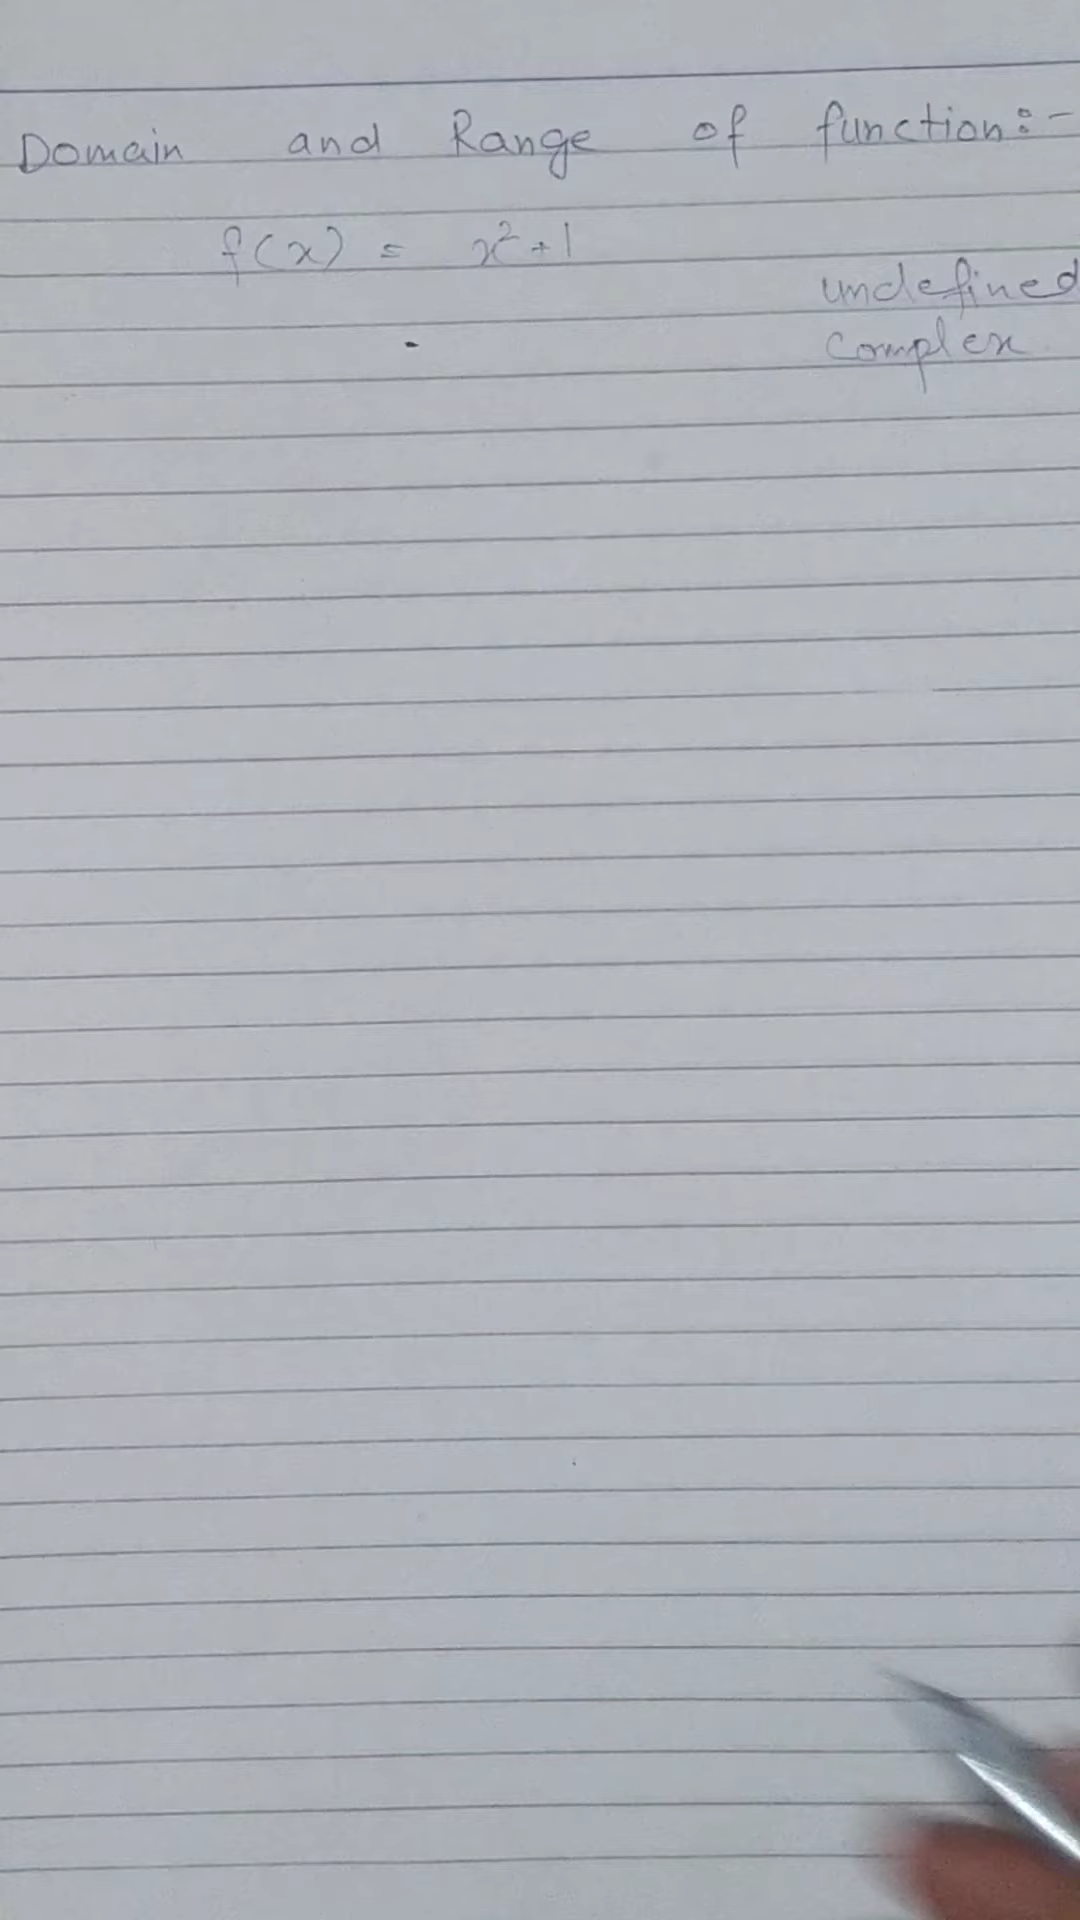 Domain and Range of function:-
f(x) = x²+1
undefined
complex